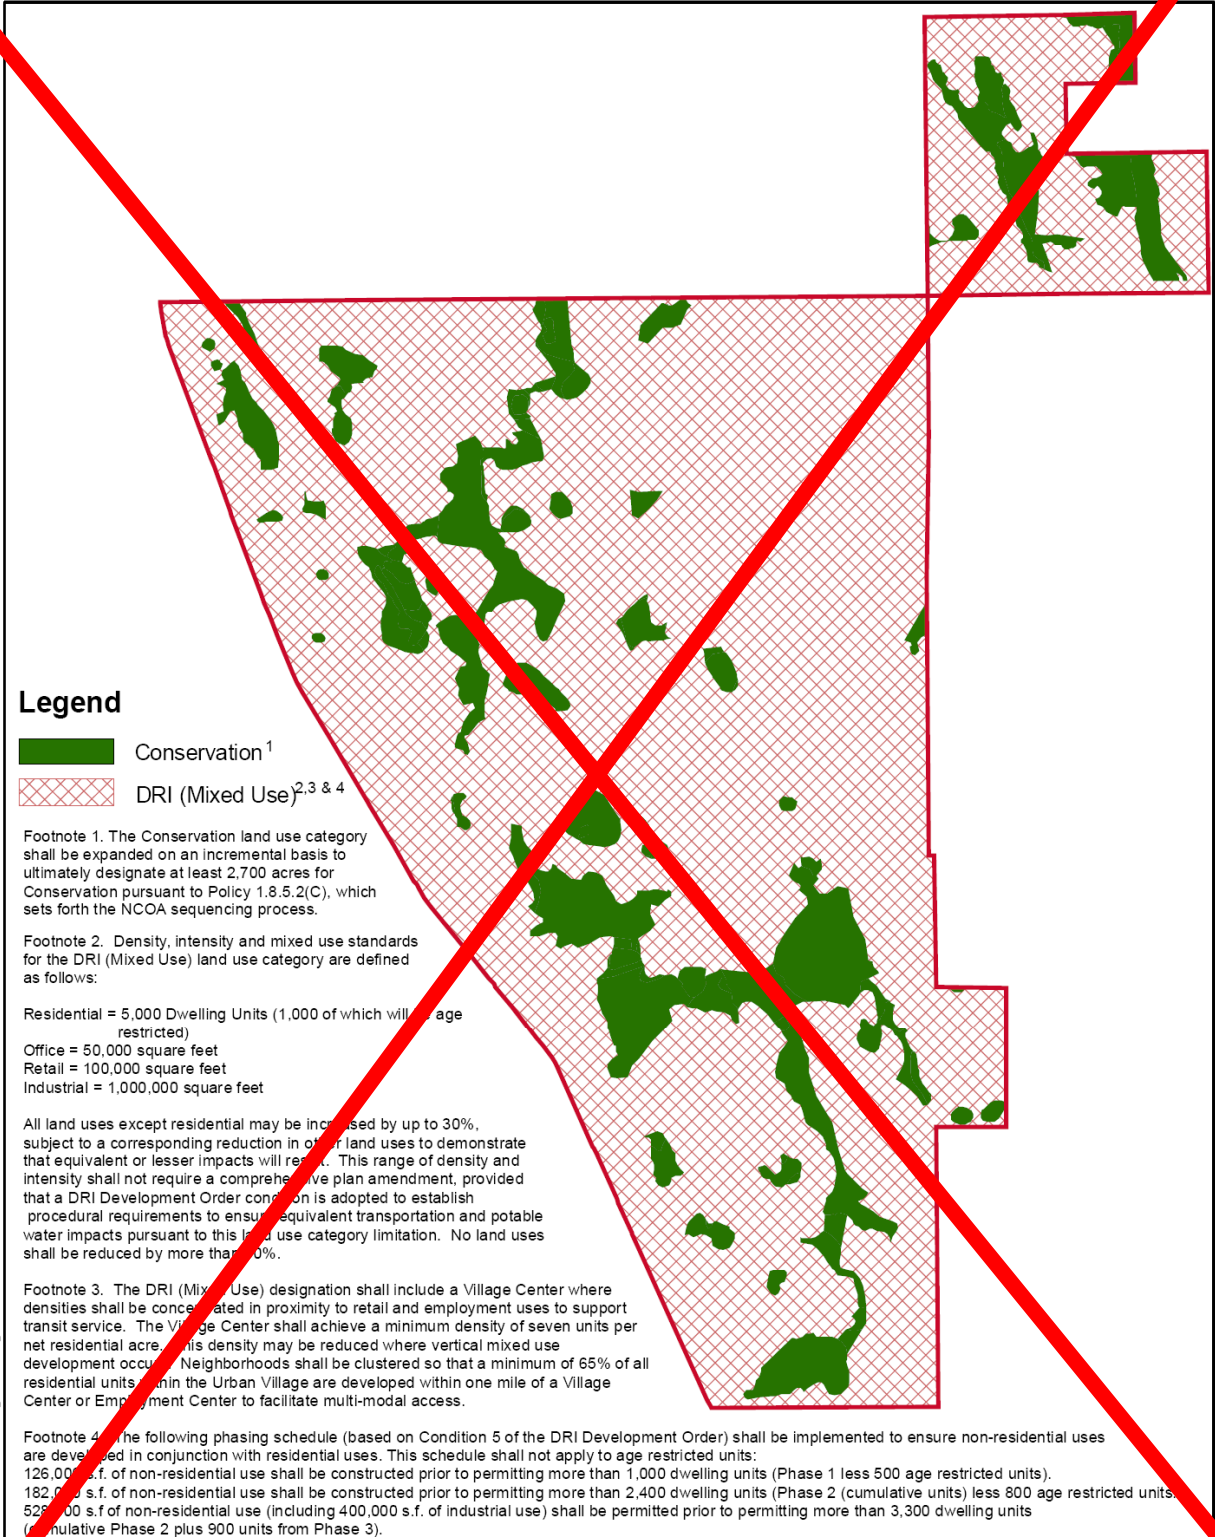 Legend
Conservation 1
DRI (Mixed Use)2,3 & 4
Footnote 1. The Conservation land use category
shall be expanded on an incremental basis to
ultimately designate at least 2,700 acres for
Conservation pursuant to Policy 1.8.5.2(C), which
sets forth the NCOA sequencing process.
Footnote 2.  Density, intensity and mixed use standards
for the DRI (Mixed Use) land use category are defined
as follows:
Residential = 5,000 Dwelling Units (1,000 of which will age
restricted)
Office = 50,000 square feet
Retail = 100,000 square feet
Industrial = 1,000,000 square feet
All land uses except residential may be increased by up to 30%,
subject to a corresponding reduction in other land uses to demonstrate
that equivalent or lesser impacts will result.  This range of density and
intensity shall not require a comprehensive plan amendment, provided
that a DRI Development Order condition is adopted to establish
procedural requirements to ensure equivalent transportation and potable
water impacts pursuant to this land use category limitation.  No land uses
shall be reduced by more than
Footnote 3.  The DRI (Mixed Use) designation shall include a Village Center where
densities shall be concentrated in proximity to retail and employment uses to support
transit service.  The Village Center shall achieve a minimum density of seven units per
net residential acre.  This density may be reduced where vertical mixed use
development occurs.  Neighborhoods shall be clustered so that a minimum of 65% of all
residential units within the Urban Village are developed within one mile of a Village
Center or Employment Center to facilitate multi-modal access.
Footnote 4. The following phasing schedule (based on Condition 5 of the DRI Development Order) shall be implemented to ensure non-residential uses
are developed in conjunction with residential uses. This schedule shall not apply to age restricted units:
126,000 s.f. of non-residential use shall be constructed prior to permitting more than 1,000 dwelling units (Phase 1 less 500 age restricted units).
182,000 s.f. of non-residential use shall be constructed prior to permitting more than 2,400 dwelling units (Phase 2 (cumulative units) less 800 age restricted units.
s.f of non-residential use (including 400,000 s.f. of industrial use) shall be permitted prior to permitting more than 3,300 dwelling units
(cumulative Phase 2 plus 900 units from Phase 3).